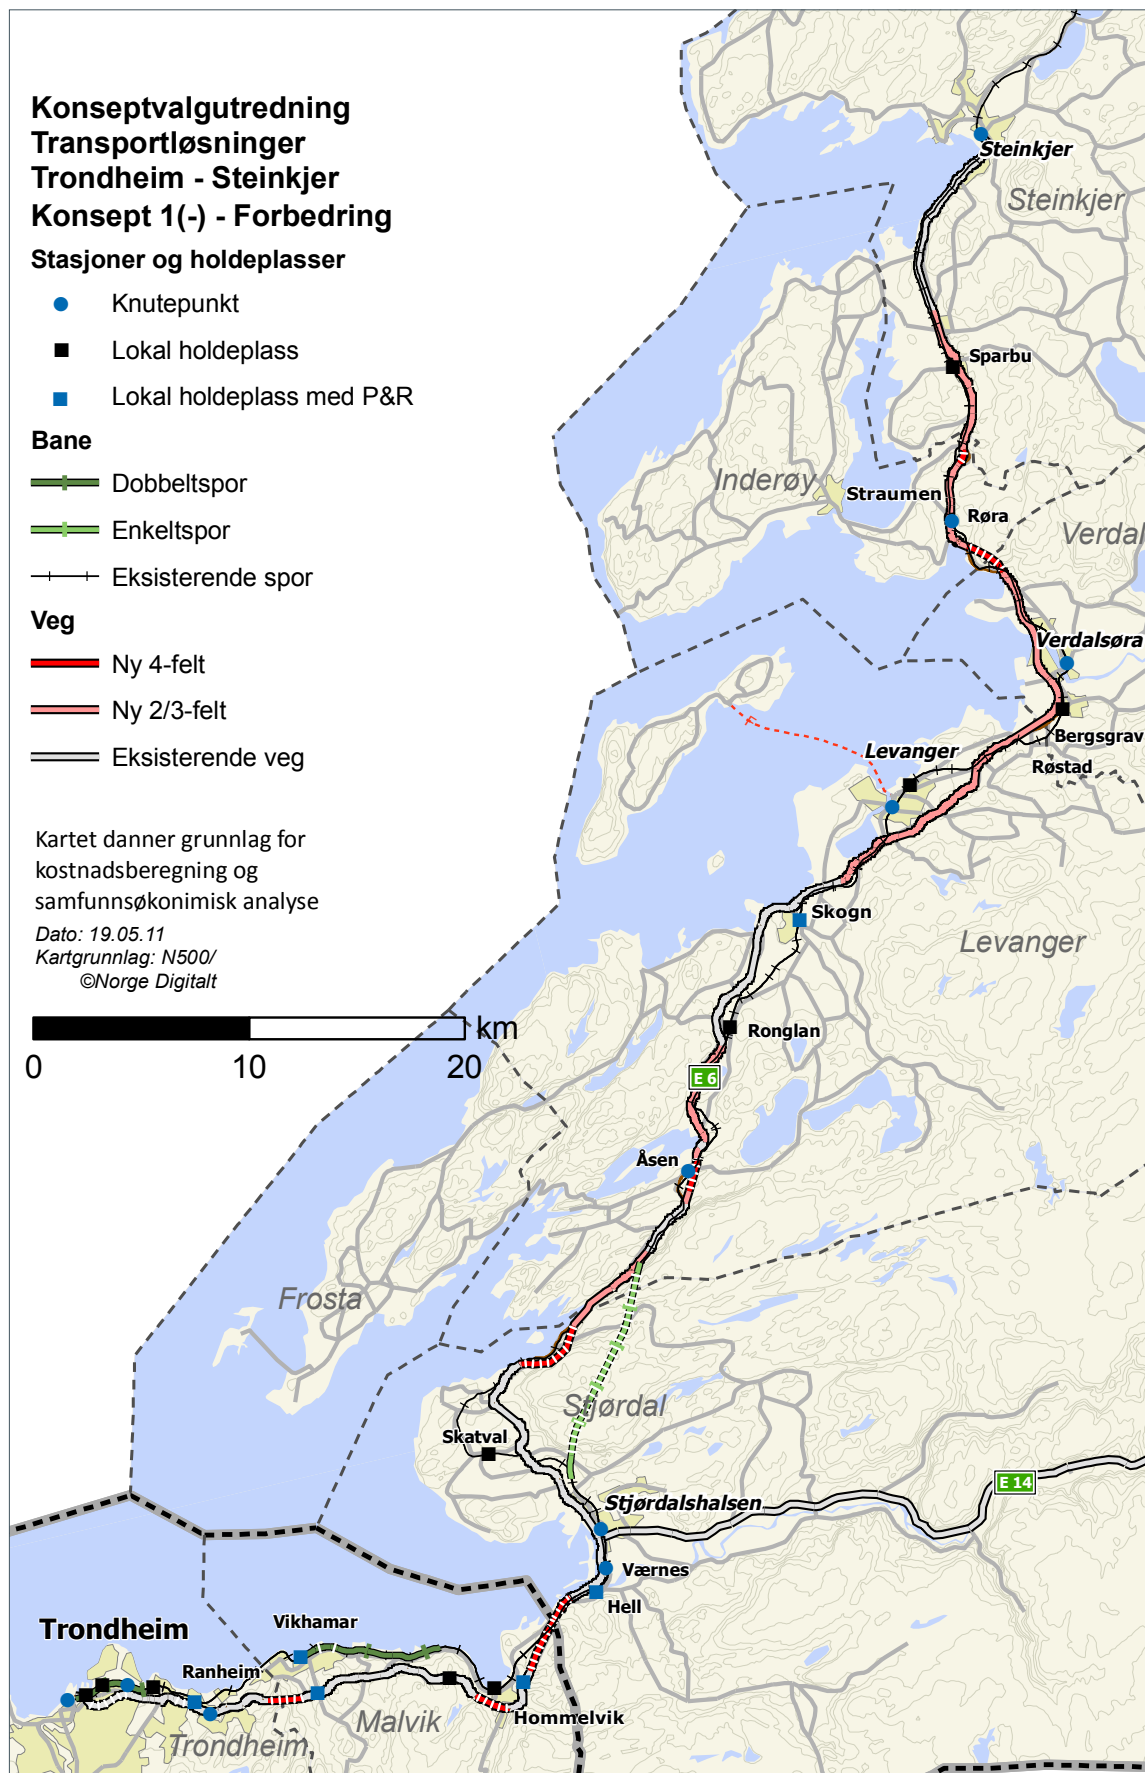 Konseptvalgutredning
Transportløsninger
Trondheim - Steinkjer
Konsept 1(-) - Forbedring
Stasjoner og holdeplasser
Knutepunkt
Lokal holdeplass
Lokal holdeplass med P&R
Bane
Dobbeltspor
Enkeltspor
Eksisterende spor
Veg
Ny 4-felt
Ny 2/3-felt
Eksisterende veg
Kartet danner grunnlag for
kostnadsberegning og
samfunnsøkonimisk analyse
Dato: 19.05.11
Kartgrunnlag: N500/
©Norge Digitalt
km
0 10 20
Steinkjer
Steinkjer
Sparbu
Inderøy
Straumen
Røra
Verdal
Verdalsøra
Bergsgrav
Levanger
Røstad
Skogn
Levanger
Ronglan
E 6
Åsen
Frosta
Stjørdal
Skatval
E 14
Stjørdalshalsen
Værnes
Hell
Trondheim
Vikhamar
Ranheim
Hommelvik
Malvik
Trondheim